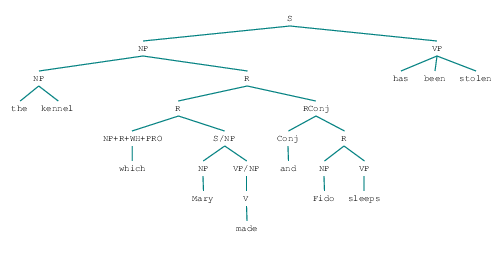 S
NP VP
NP R has been stolen
the kennel
R RConj
NP+R+WH+PRO S/NP Conj R
which NP VP/NP and NP VP
Mary V Fido sleeps
made